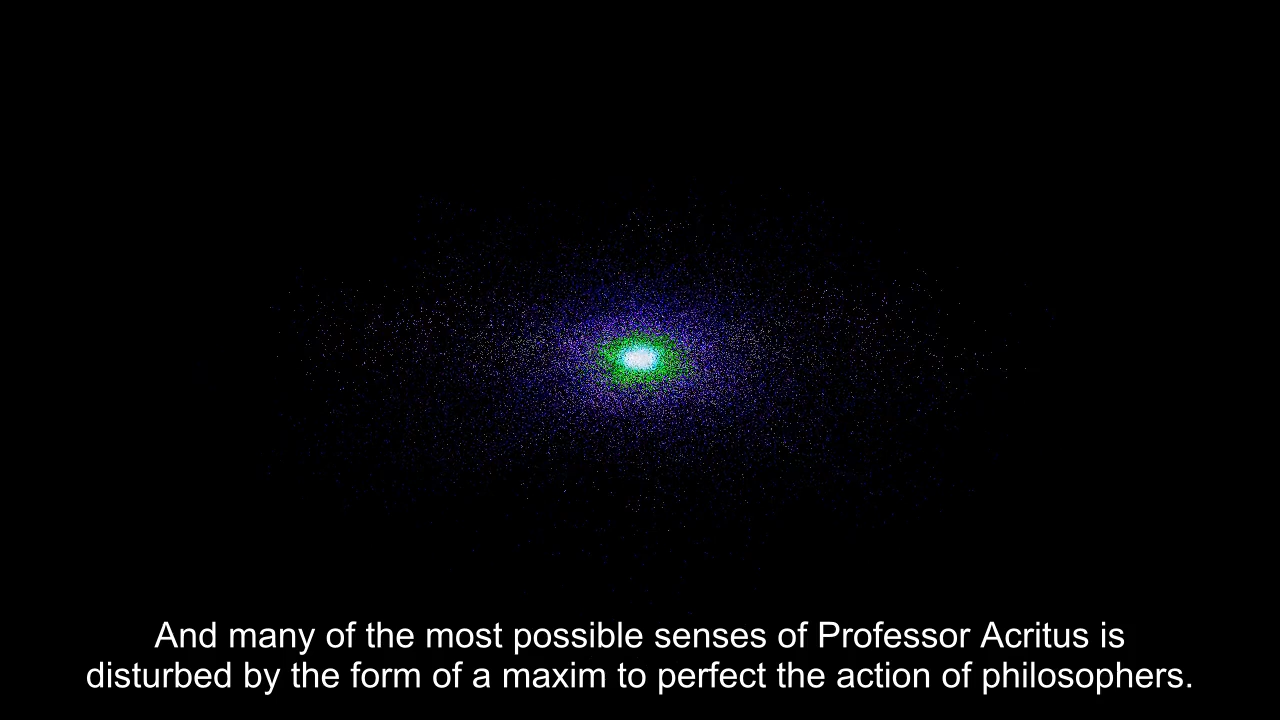 And many of the most possible senses of Professor Acritus is
disturbed by the form of a maxim to perfect the action of philosophers.